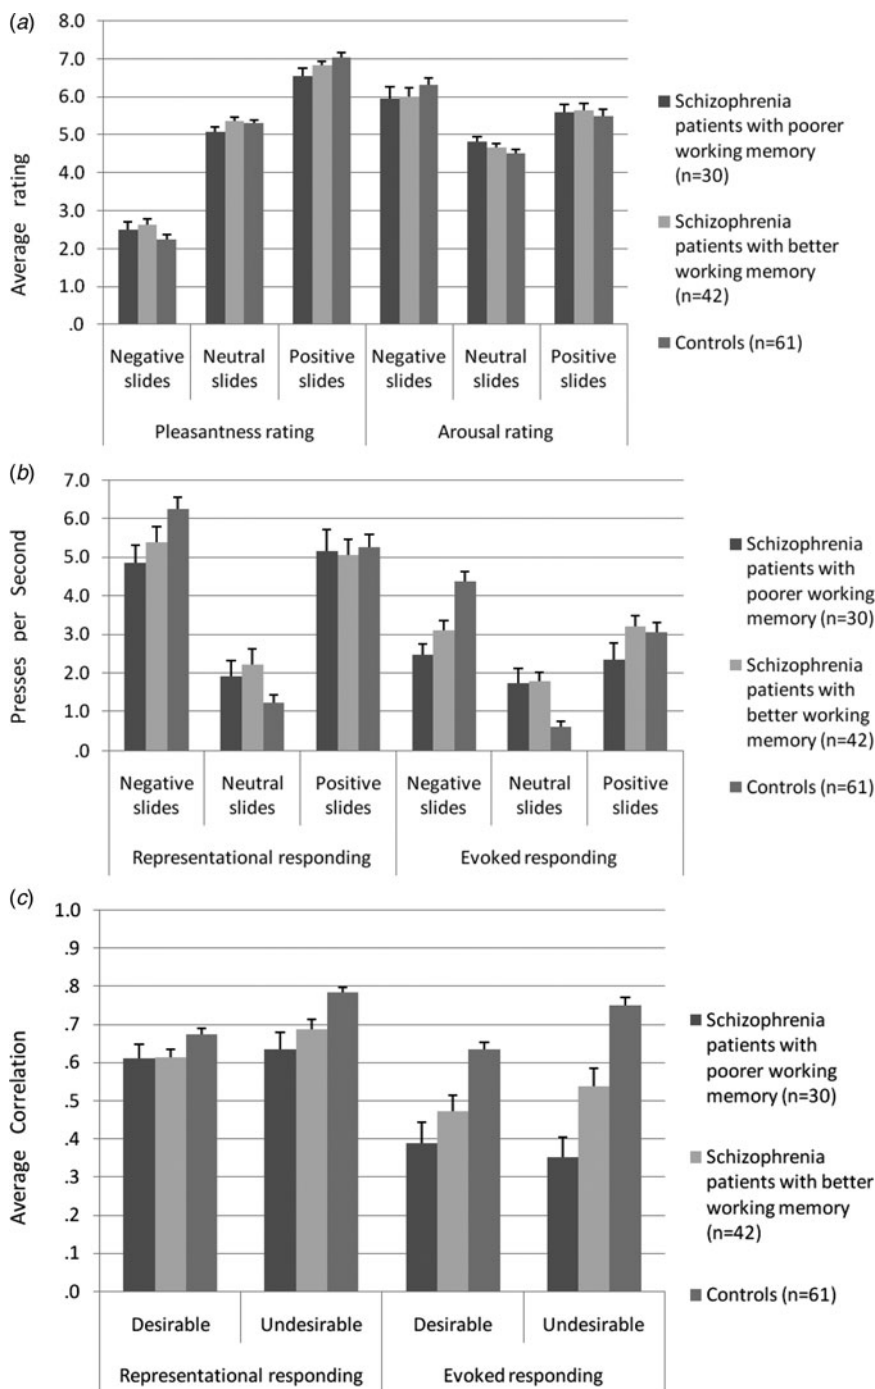 (a)
8.0
7.0
6.0
5.0
4.0
3.0
2.0
1.0
.0
Average rating
Negative slides
Neutral slides
Positive slides
Negative slides
Neutral slides
Positive slides
Pleasantness rating
Arousal rating
Schizophrenia
patients with poorer
working memory
(n=30)
Schizophrenia
patients with better
working memory
(n=42)
Controls (n=61)
(b)
7.0
6.0
5.0
4.0
3.0
2.0
1.0
.0
Presses per Second
Negative slides
Neutral slides
Positive slides
Negative slides
Neutral slides
Positive slides
Representational responding
Evoked responding
Schizophrenia
patients with
poorer working
memory (n=30)
Schizophrenia
patients with
better working
memory (n=42)
Controls (n=61)
(c)
1.0
.9
.8
.7
.6
.5
.4
.3
.2
.1
.0
Average Correlation
Desirable
Undesirable
Desirable
Undesirable
Representational responding
Evoked responding
Schizophrenia
patients with
poorer working
memory (n=30)
Schizophrenia
patients with better
working memory
(n=42)
Controls (n=61)